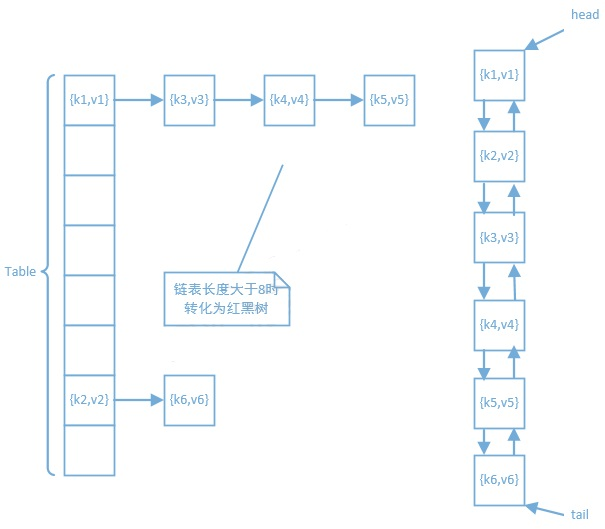 head
{k1,v1}
{k3,v3}
{k4,v4}
{k5,v5}
Table
链表长度大于8时
转化为红黑树
{k2,v2}
{k6,v6}
{k1,v1}
{k2,v2}
{k3,v3}
{k4,v4}
{k5,v5}
{k6,v6}
tail